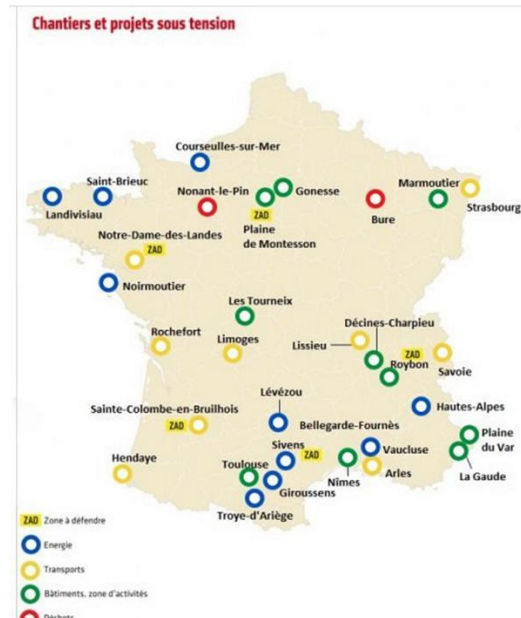 Chantiers et projets sous tension
Courseulles-sur-Mer
Saint-Brieuc
Landivisiau
Nonant-le-Pin
Gonesse
Marmoutier
Strasbourg
Bure
ZAD
Plaine
de Montesson
Notre-Dame-des-Landes
ZAD
Noirmoutier
Les Tourneix
Décines-Charpieu
Rochefort
Limoges
Lissieu
ZAD
Roybon
Savoie
Lévézou
Sainte-Colombe-en-Bruilhois
Bellegarde-Fournès
Hautes-Alpes
ZAD
Sivens
ZAD
Vaucluse
Plaine
du Var
Hendaye
Toulouse
Nîmes
Arles
La Gaude
Giroussens
Troye-d'Ariège
ZAD Zone à défendre
Energie
Transports
Bâtiments, zone d'activités
Déchets